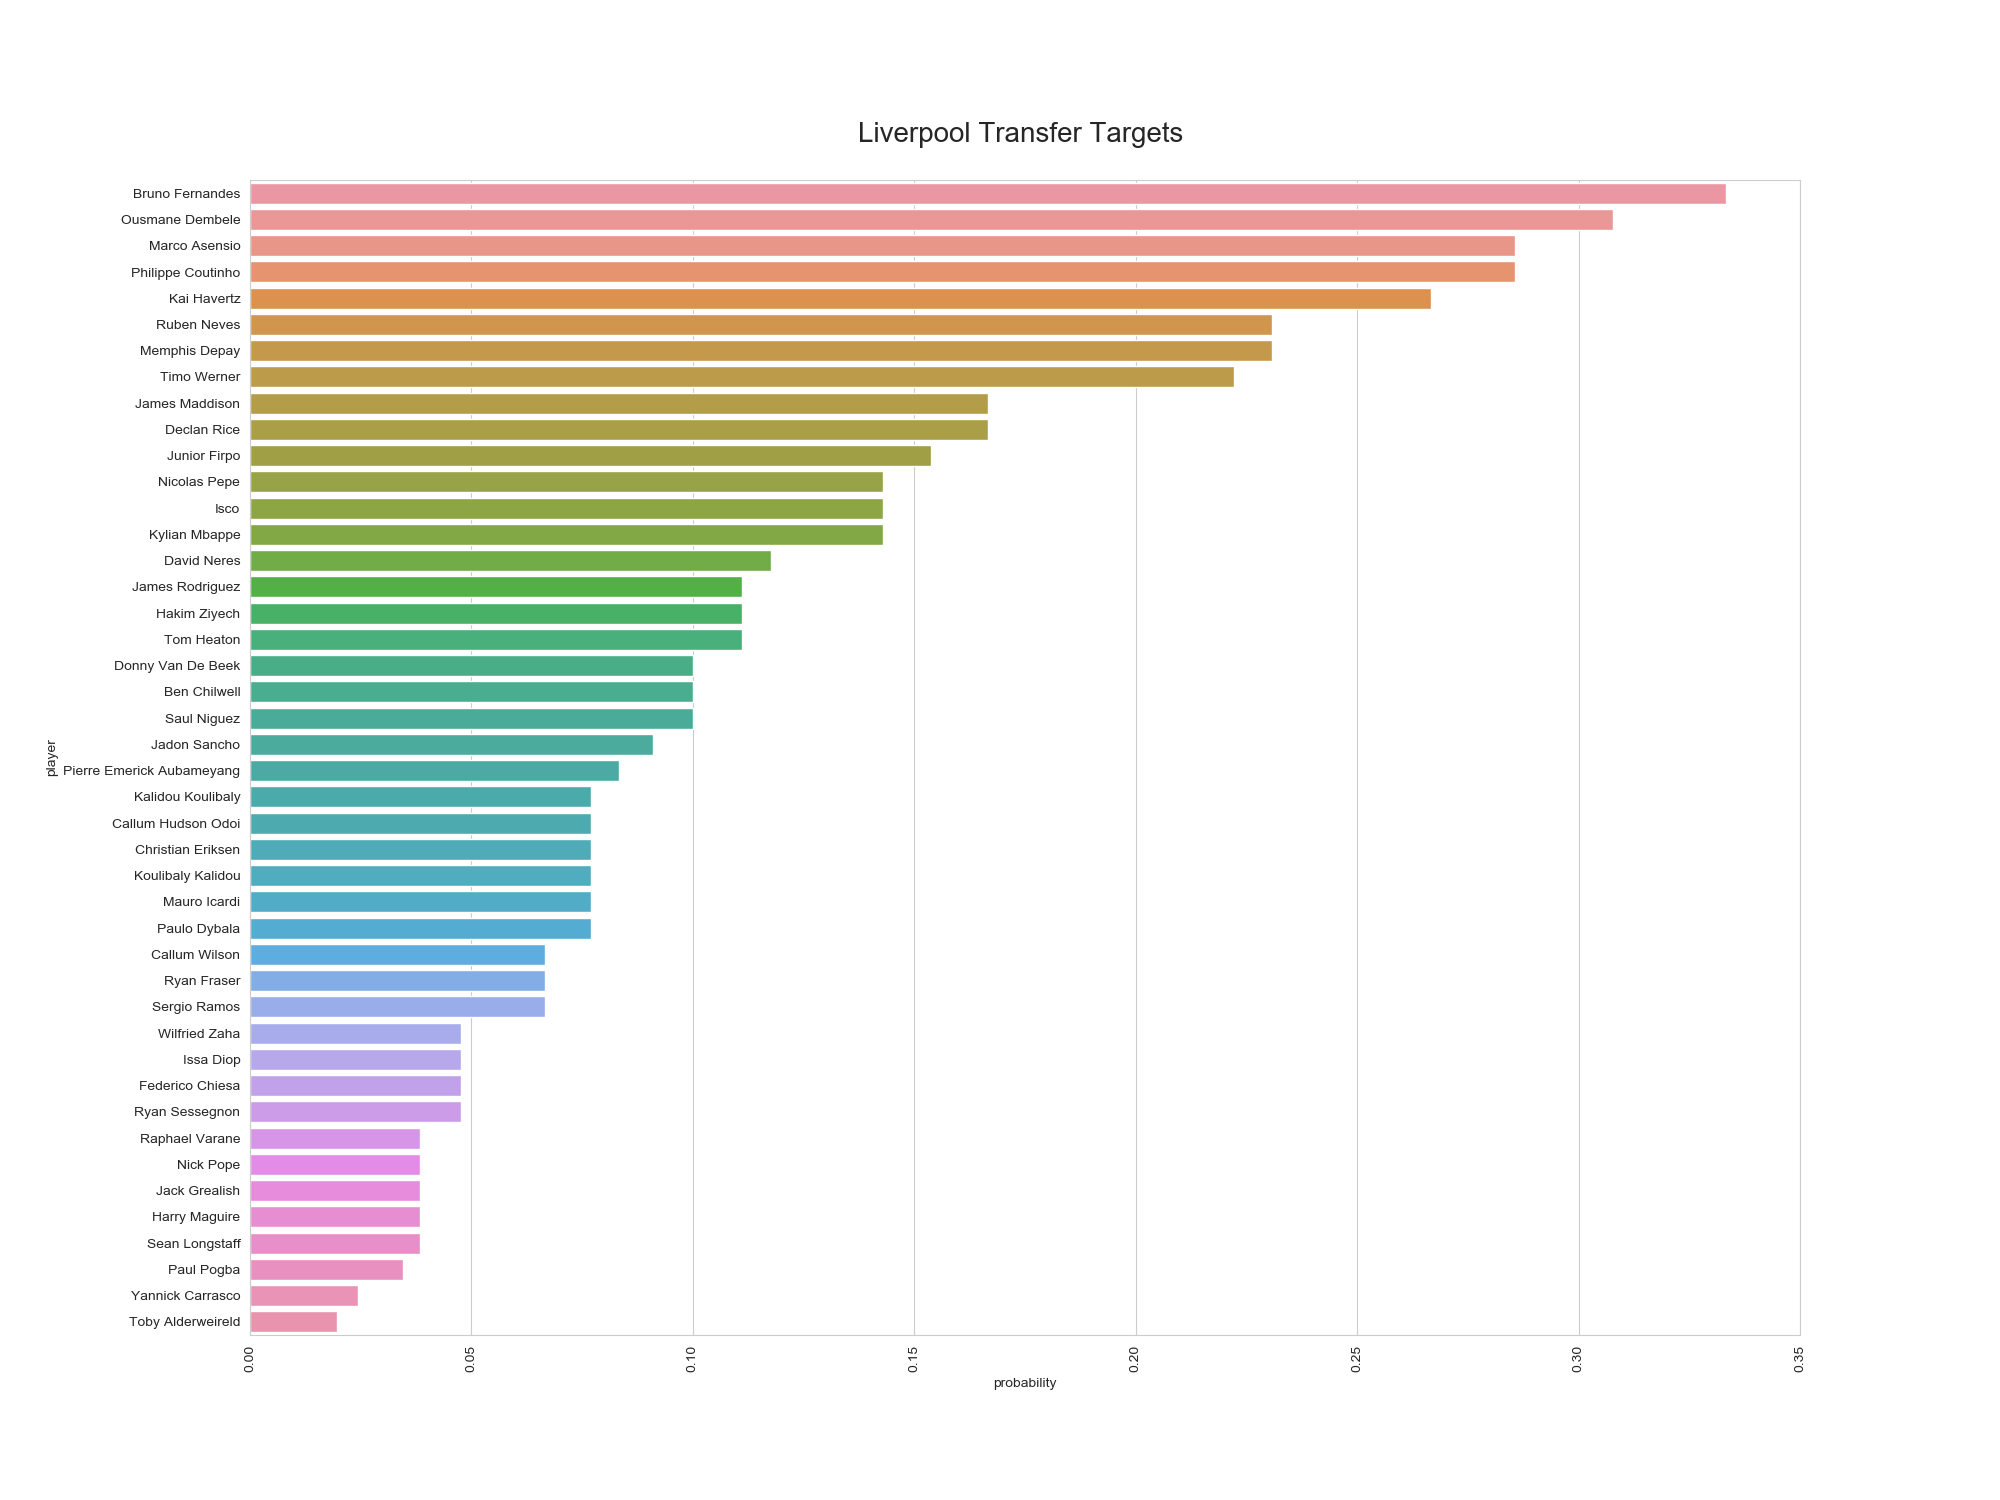 Liverpool Transfer Targets
Bruno Fernandes
Ousmane Dembele
Marco Asensio
Philippe Coutinho
Kai Havertz
Ruben Neves
Memphis Depay
Timo Werner
James Maddison
Declan Rice
Junior Firpo
Nicolas Pepe
Isco
Kylian Mbappe
David Neres
James Rodriguez
Hakim Ziyech
Tom Heaton
Donny Van De Beek
Ben Chilwell
Saul Niguez
Jadon Sancho
Pierre Emerick Aubameyang
Kalidou Koulibaly
Callum Hudson Odoi
Christian Eriksen
Koulibaly Kalidou
Mauro Icardi
Paulo Dybala
Callum Wilson
Ryan Fraser
Sergio Ramos
Wilfried Zaha
Issa Diop
Federico Chiesa
Ryan Sessegnon
Raphael Varane
Nick Pope
Jack Grealish
Harry Maguire
Sean Longstaff
Paul Pogba
Yannick Carrasco
Toby Alderweireld
player
0.00
0.05
0.10
0.15
0.20
0.25
0.30
0.35
probability